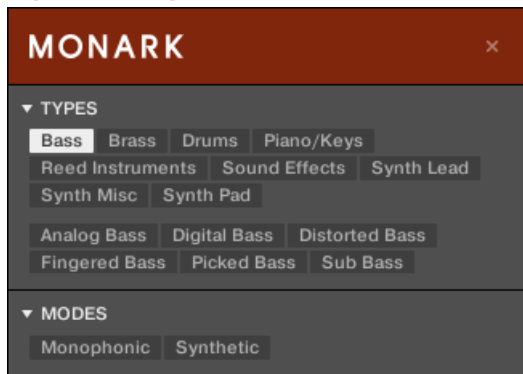 MONARK ×
▼ TYPES
Bass Brass Drums Piano/Keys
Reed Instruments Sound Effects Synth Lead
Synth Misc Synth Pad
Analog Bass Digital Bass Distorted Bass
Fingered Bass Picked Bass Sub Bass
▼ MODES
Monophonic Synthetic